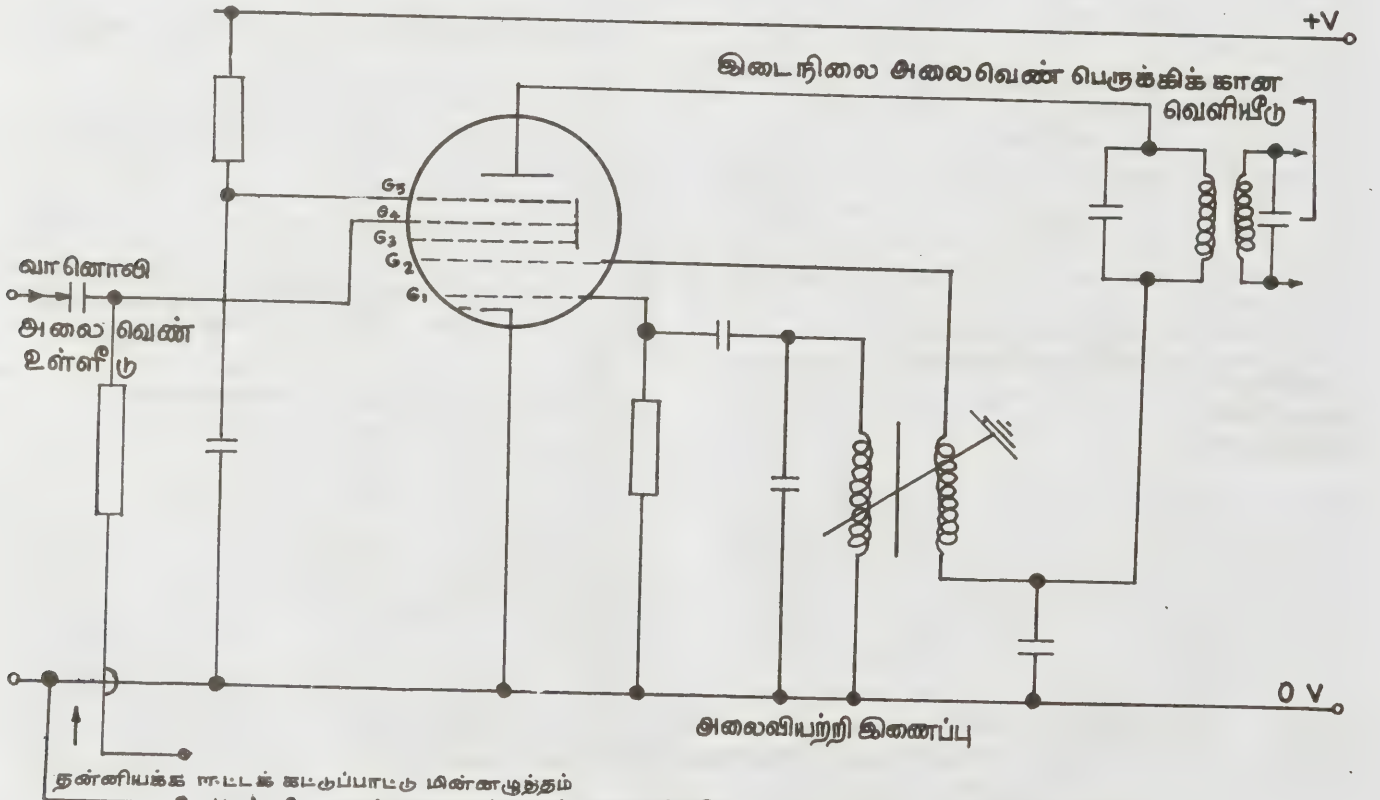 +V
இடைநிலை அலைவெண் பெருக்கிக் கான
வெளியீடு
G5
G4
G3
G2
G1
வானொலி
அலை வெண்
உள்ளீடு
0 V
அலைவியற்றி இணைப்பு
தன்னியக்க ஈட்டக் கட்டுப்பாட்டு மின்னழுத்தம்